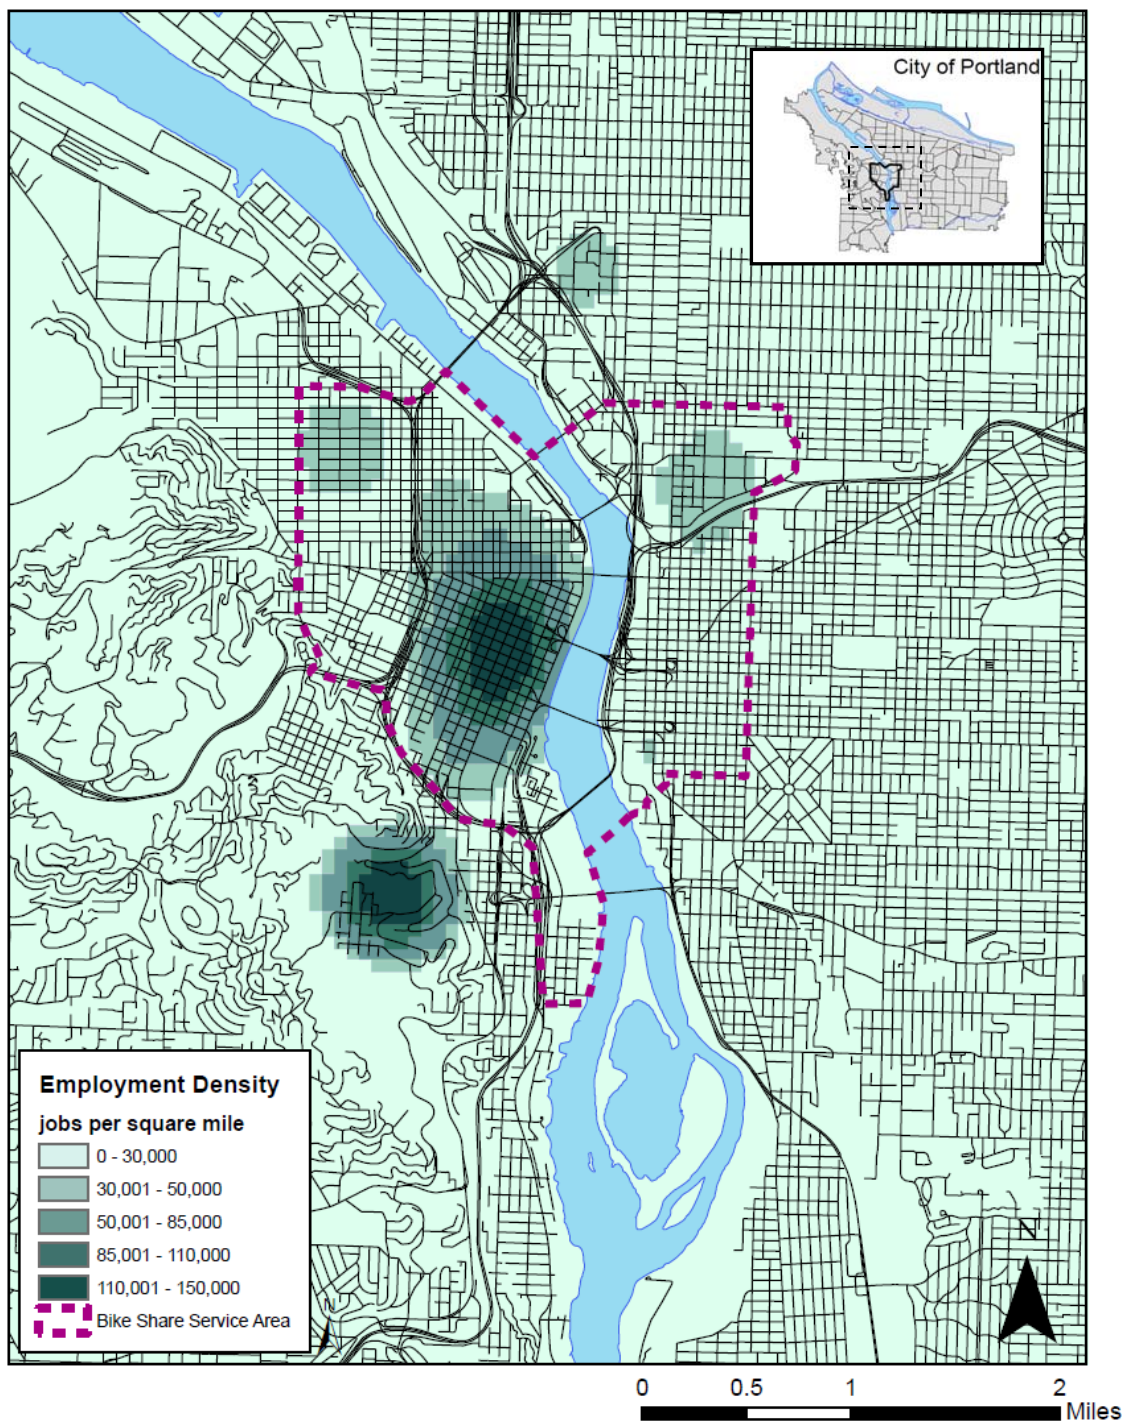 City of Portland
Employment Density
jobs per square mile
0 - 30,000
30,001 - 50,000
50,001 - 85,000
85,001 - 110,000
110,001 - 150,000
Bike Share Service Area
N
N
0 0.5 1 2
Miles